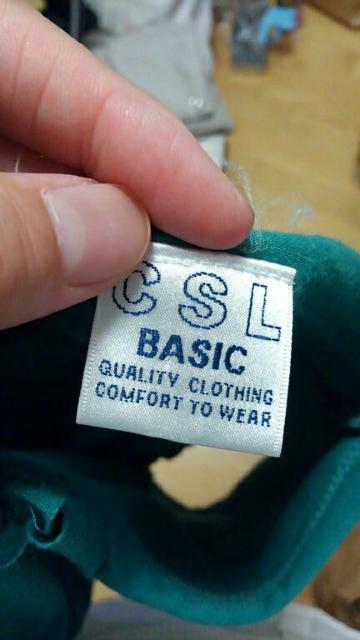 C S L
BASIC
QUALITY CLOTHING
COMFORT TO WEAR